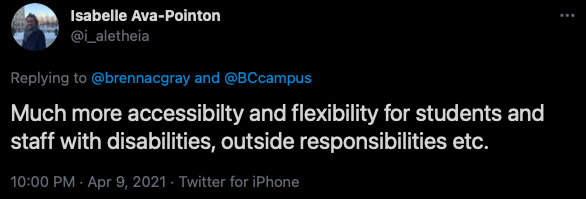 Isabelle Ava-Pointon
@i_aletheia
Replying to @brennacgray and @BCcampus
Much more accessibilty and flexibility for students and
staff with disabilities, outside responsibilities etc.
10:00 PM · Apr 9, 2021 · Twitter for iPhone